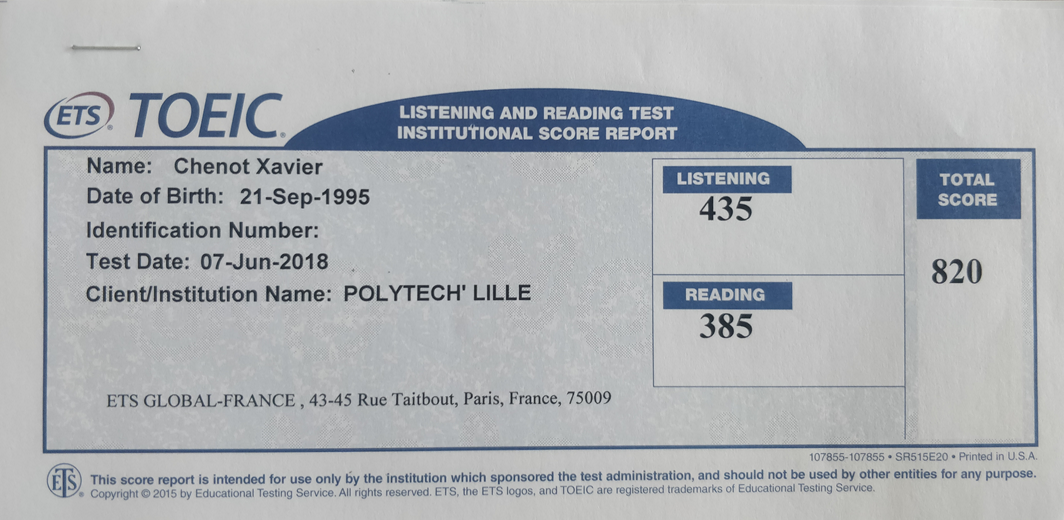 ETS TOEIC®
LISTENING AND READING TEST
INSTITUTIONAL SCORE REPORT
Name: Chenot Xavier
Date of Birth: 21-Sep-1995
Identification Number:
Test Date: 07-Jun-2018
Client/Institution Name: POLYTECH' LILLE
LISTENING
435
READING
385
TOTAL
SCORE
820
ETS GLOBAL-FRANCE , 43-45 Rue Taitbout, Paris, France, 75009
107855-107855 • SR515E20 • Printed in U.S.A.
ETS®
This score report is intended for use only by the institution which sponsored the test administration, and should not be used by other entities for any purpose.
Copyright © 2015 by Educational Testing Service. All rights reserved. ETS, the ETS logos, and TOEIC are registered trademarks of Educational Testing Service.